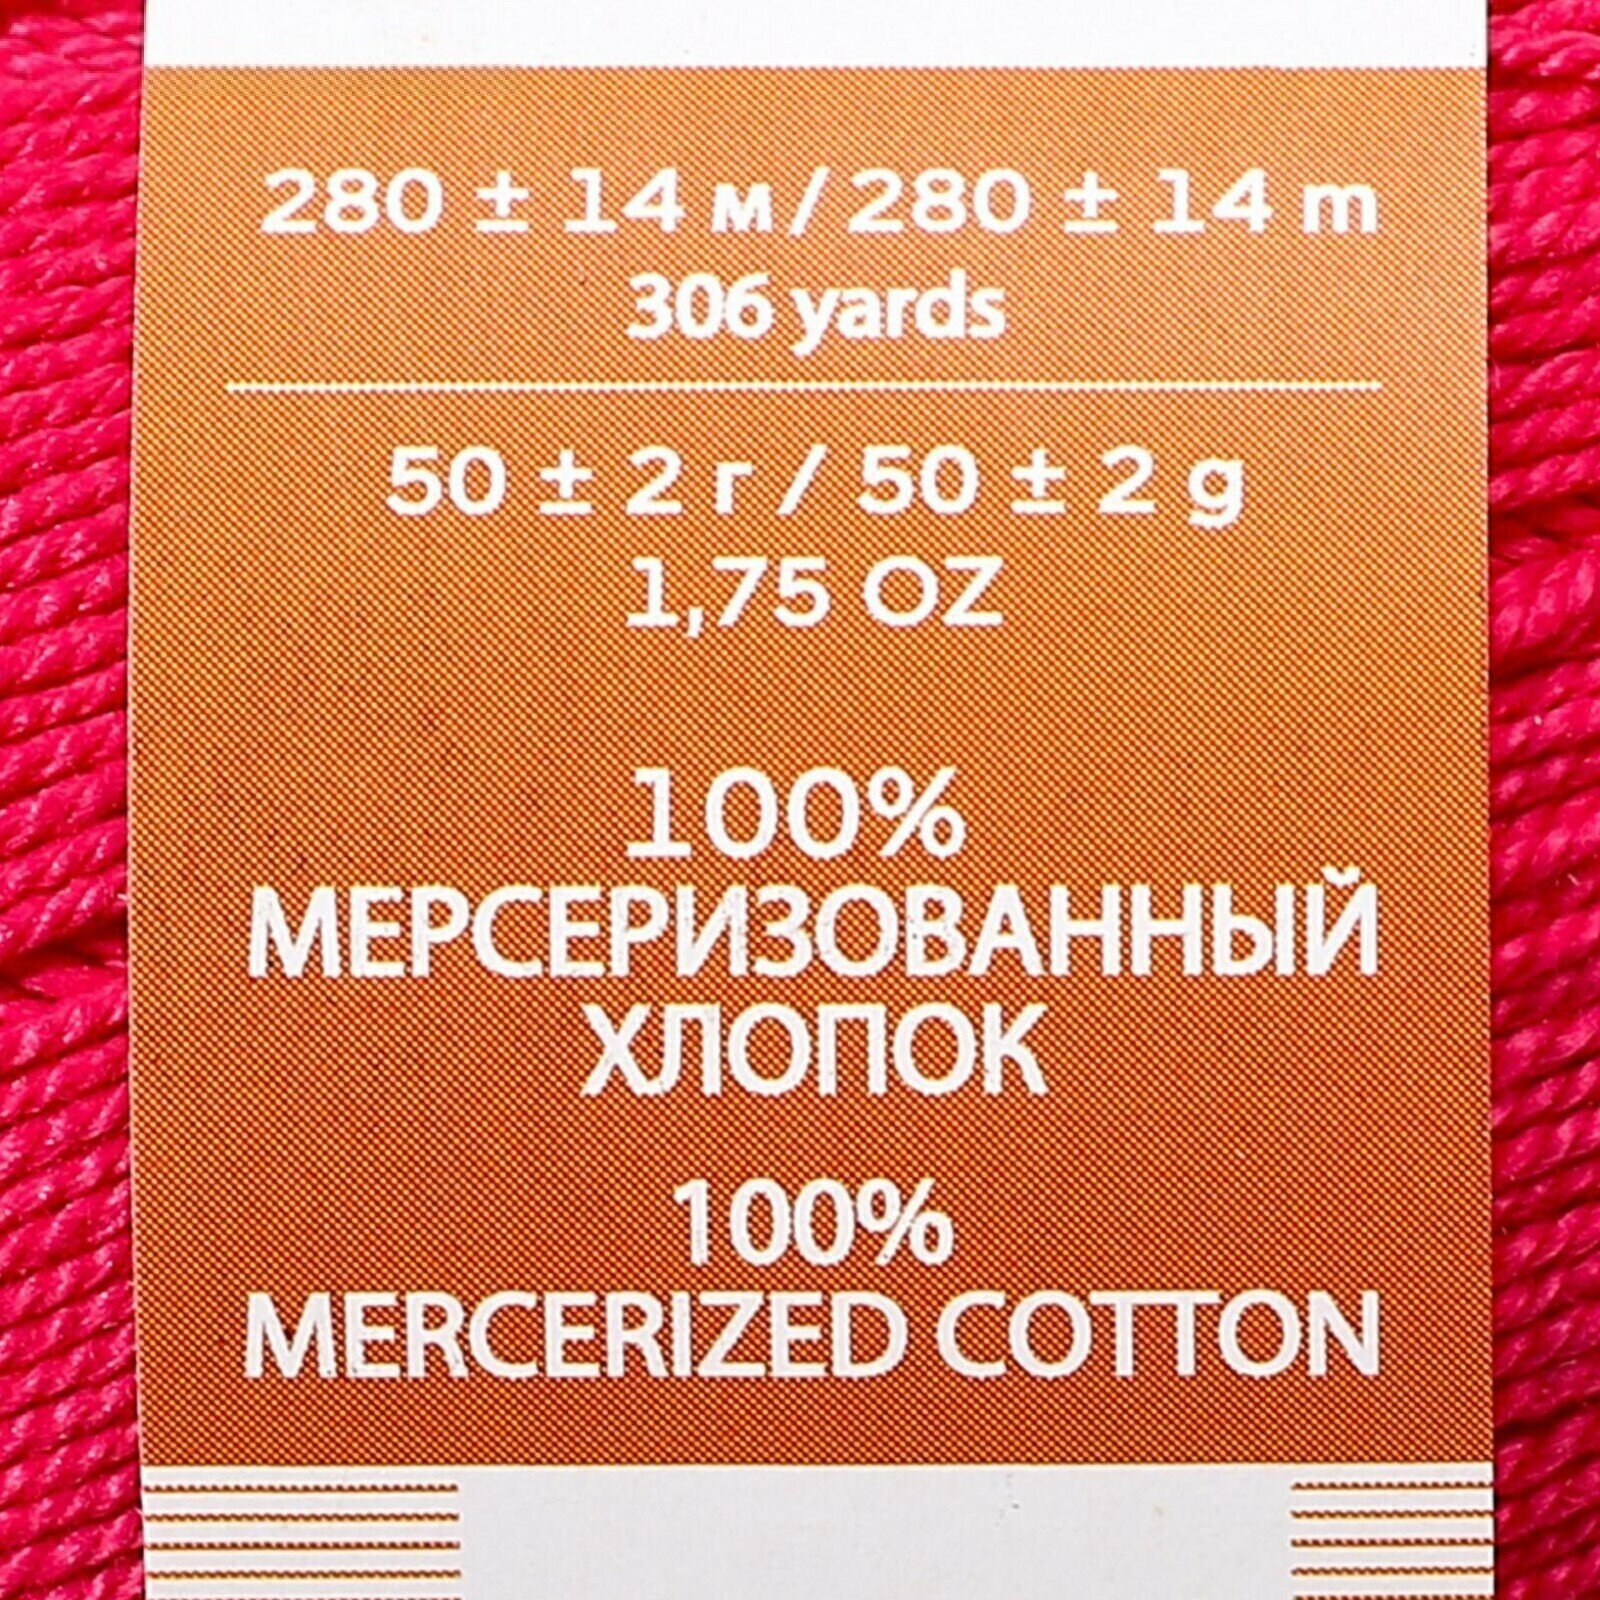 280 ± 14 м / 280 ± 14 m
306 yards
50 ± 2 г / 50 ± 2 g
1,75 OZ
100%
МЕРСЕРИЗОВАННЫЙ
ХЛОПОК
100%
MERCERIZED COTTON